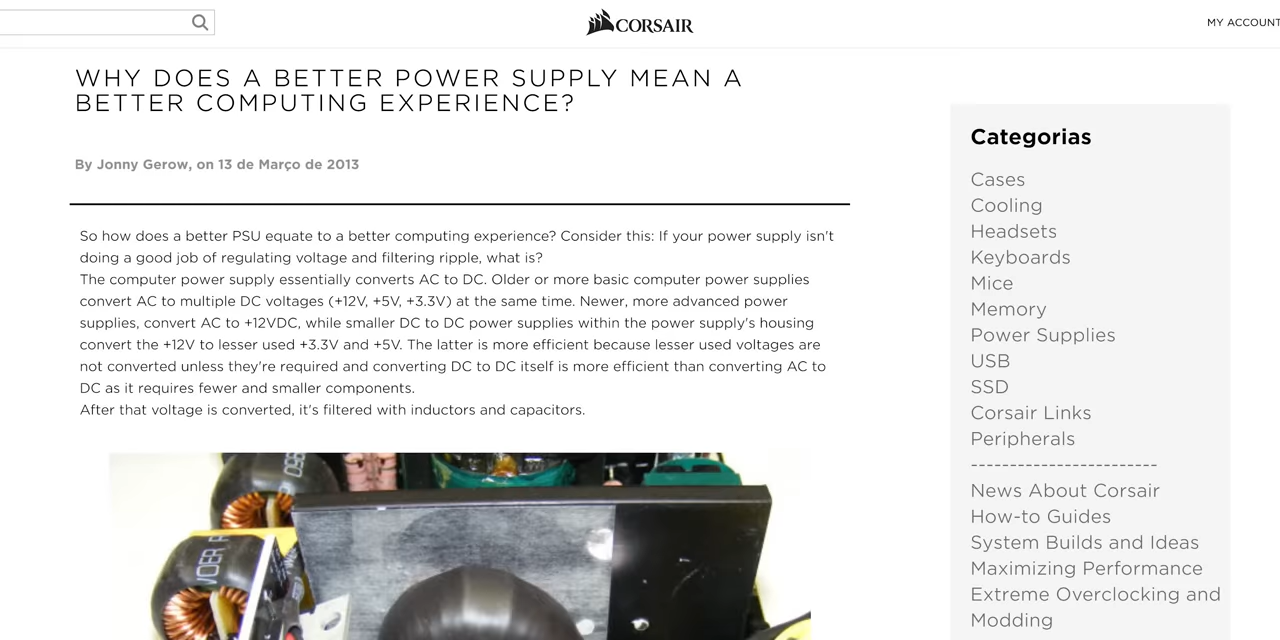 CORSAIR
MY ACCOUNT
WHY DOES A BETTER POWER SUPPLY MEAN A
BETTER COMPUTING EXPERIENCE?
By Jonny Gerow, on 13 de Março de 2013
So how does a better PSU equate to a better computing experience? Consider this: If your power supply isn't
doing a good job of regulating voltage and filtering ripple, what is?
The computer power supply essentially converts AC to DC. Older or more basic computer power supplies
convert AC to multiple DC voltages (+12V, +5V, +3.3V) at the same time. Newer, more advanced power
supplies, convert AC to +12VDC, while smaller DC to DC power supplies within the power supply's housing
convert the +12V to lesser used +3.3V and +5V. The latter is more efficient because lesser used voltages are
not converted unless they're required and converting DC to DC itself is more efficient than converting AC to
DC as it requires fewer and smaller components.
After that voltage is converted, it's filtered with inductors and capacitors.
Categorias
Cases
Cooling
Headsets
Keyboards
Mice
Memory
Power Supplies
USB
SSD
Corsair Links
Peripherals
------------------------
News About Corsair
How-to Guides
System Builds and Ideas
Maximizing Performance
Extreme Overclocking and
Modding